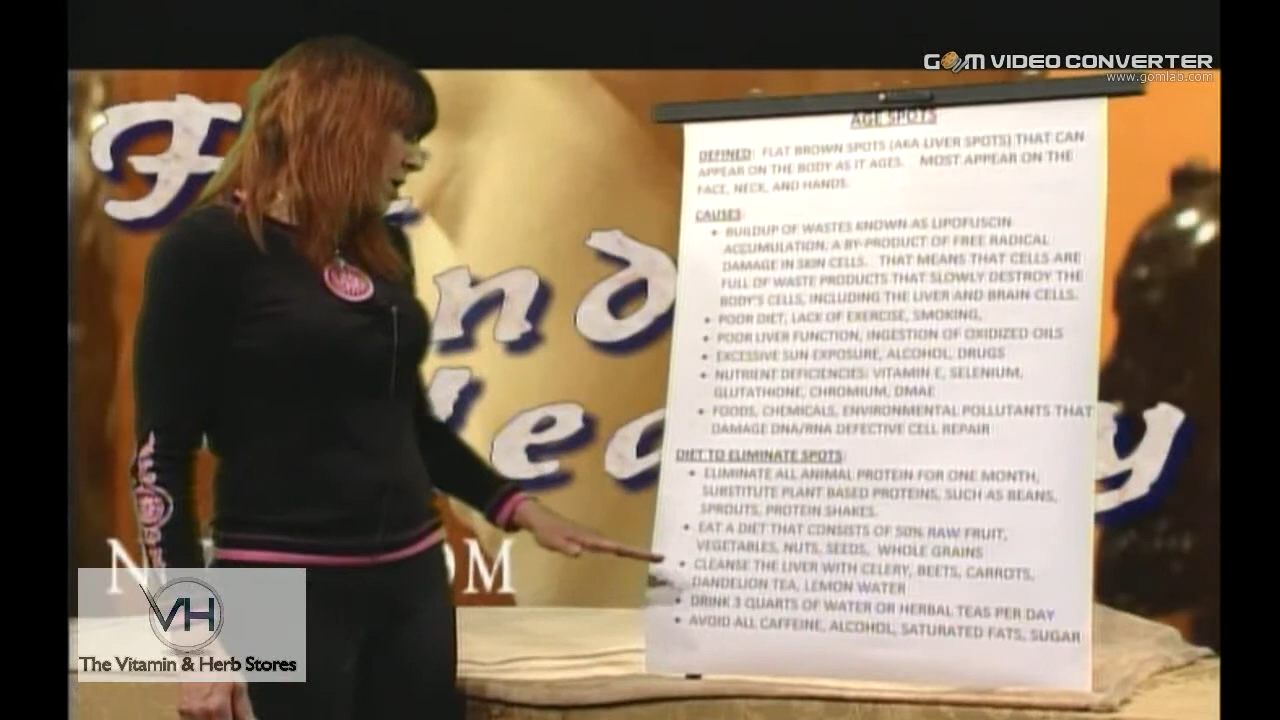 GOM VIDEO CONVERTER
www.gomlab.com
AGE SPOTS
DEFINED: FLAT BROWN SPOTS (AKA LIVER SPOTS) THAT CAN
APPEAR ON THE BODY AS IT AGES. MOST APPEAR ON THE
FACE, NECK, AND HANDS.
CAUSES:
• BUILDUP OF WASTES KNOWN AS LIPOFUSCIN
ACCUMULATION, A BY-PRODUCT OF FREE RADICAL
DAMAGE IN SKIN CELLS. THAT MEANS THAT CELLS ARE
FULL OF WASTE PRODUCTS THAT SLOWLY DESTROY THE
BODY'S CELLS, INCLUDING THE LIVER AND BRAIN CELLS.
• POOR DIET, LACK OF EXERCISE, SMOKING,
• POOR LIVER FUNCTION, INGESTION OF OXIDIZED OILS
• EXCESSIVE SUN EXPOSURE, ALCOHOL, DRUGS
• NUTRIENT DEFICIENCIES: VITAMIN E, SELENIUM,
GLUTATHIONE, CHROMIUM, DMAE
• FOODS, CHEMICALS, ENVIRONMENTAL POLLUTANTS THAT
DAMAGE DNA/RNA DEFECTIVE CELL REPAIR
DIET TO ELIMINATE SPOTS:
• ELIMINATE ALL ANIMAL PROTEIN FOR ONE MONTH,
SUBSTITUTE PLANT BASED PROTEINS, SUCH AS BEANS,
SPROUTS, PROTEIN SHAKES.
• EAT A DIET THAT CONSISTS OF 50% RAW FRUIT,
VEGETABLES, NUTS, SEEDS, WHOLE GRAINS
• CLEANSE THE LIVER WITH CELERY, BEETS, CARROTS,
DANDELION TEA, LEMON WATER
• DRINK 3 QUARTS OF WATER OR HERBAL TEAS PER DAY
• AVOID ALL CAFFEINE, ALCOHOL, SATURATED FATS, SUGAR
VH
The Vitamin & Herb Stores